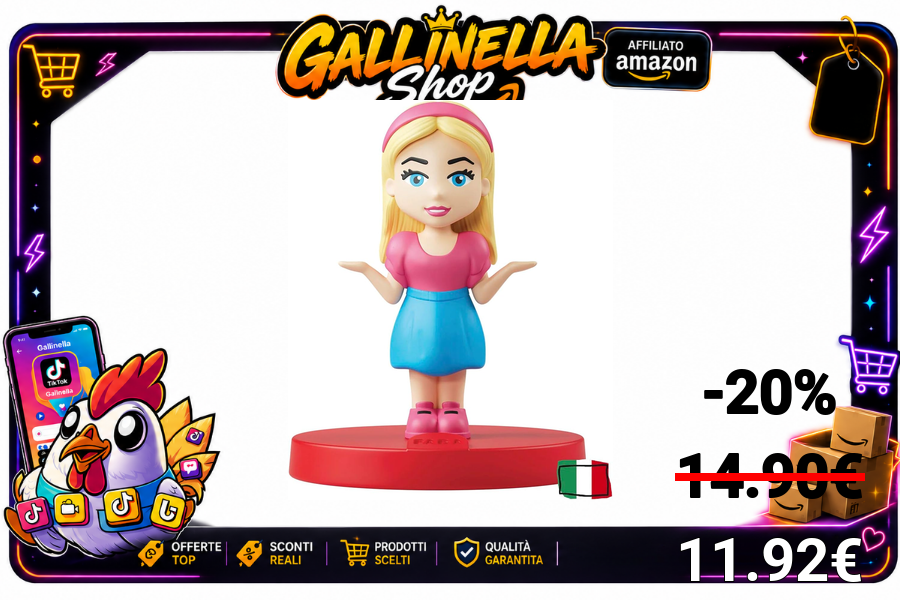 GALLINELLA
Shop
AFFILIATO
amazon
Gallinella
TikTok
Gallinella
-20%
14.90€
11.92€
OFFERTE
TOP
SCONTI
REALI
PRODOTTI
SCELTI
QUALITÀ
GARANTITA